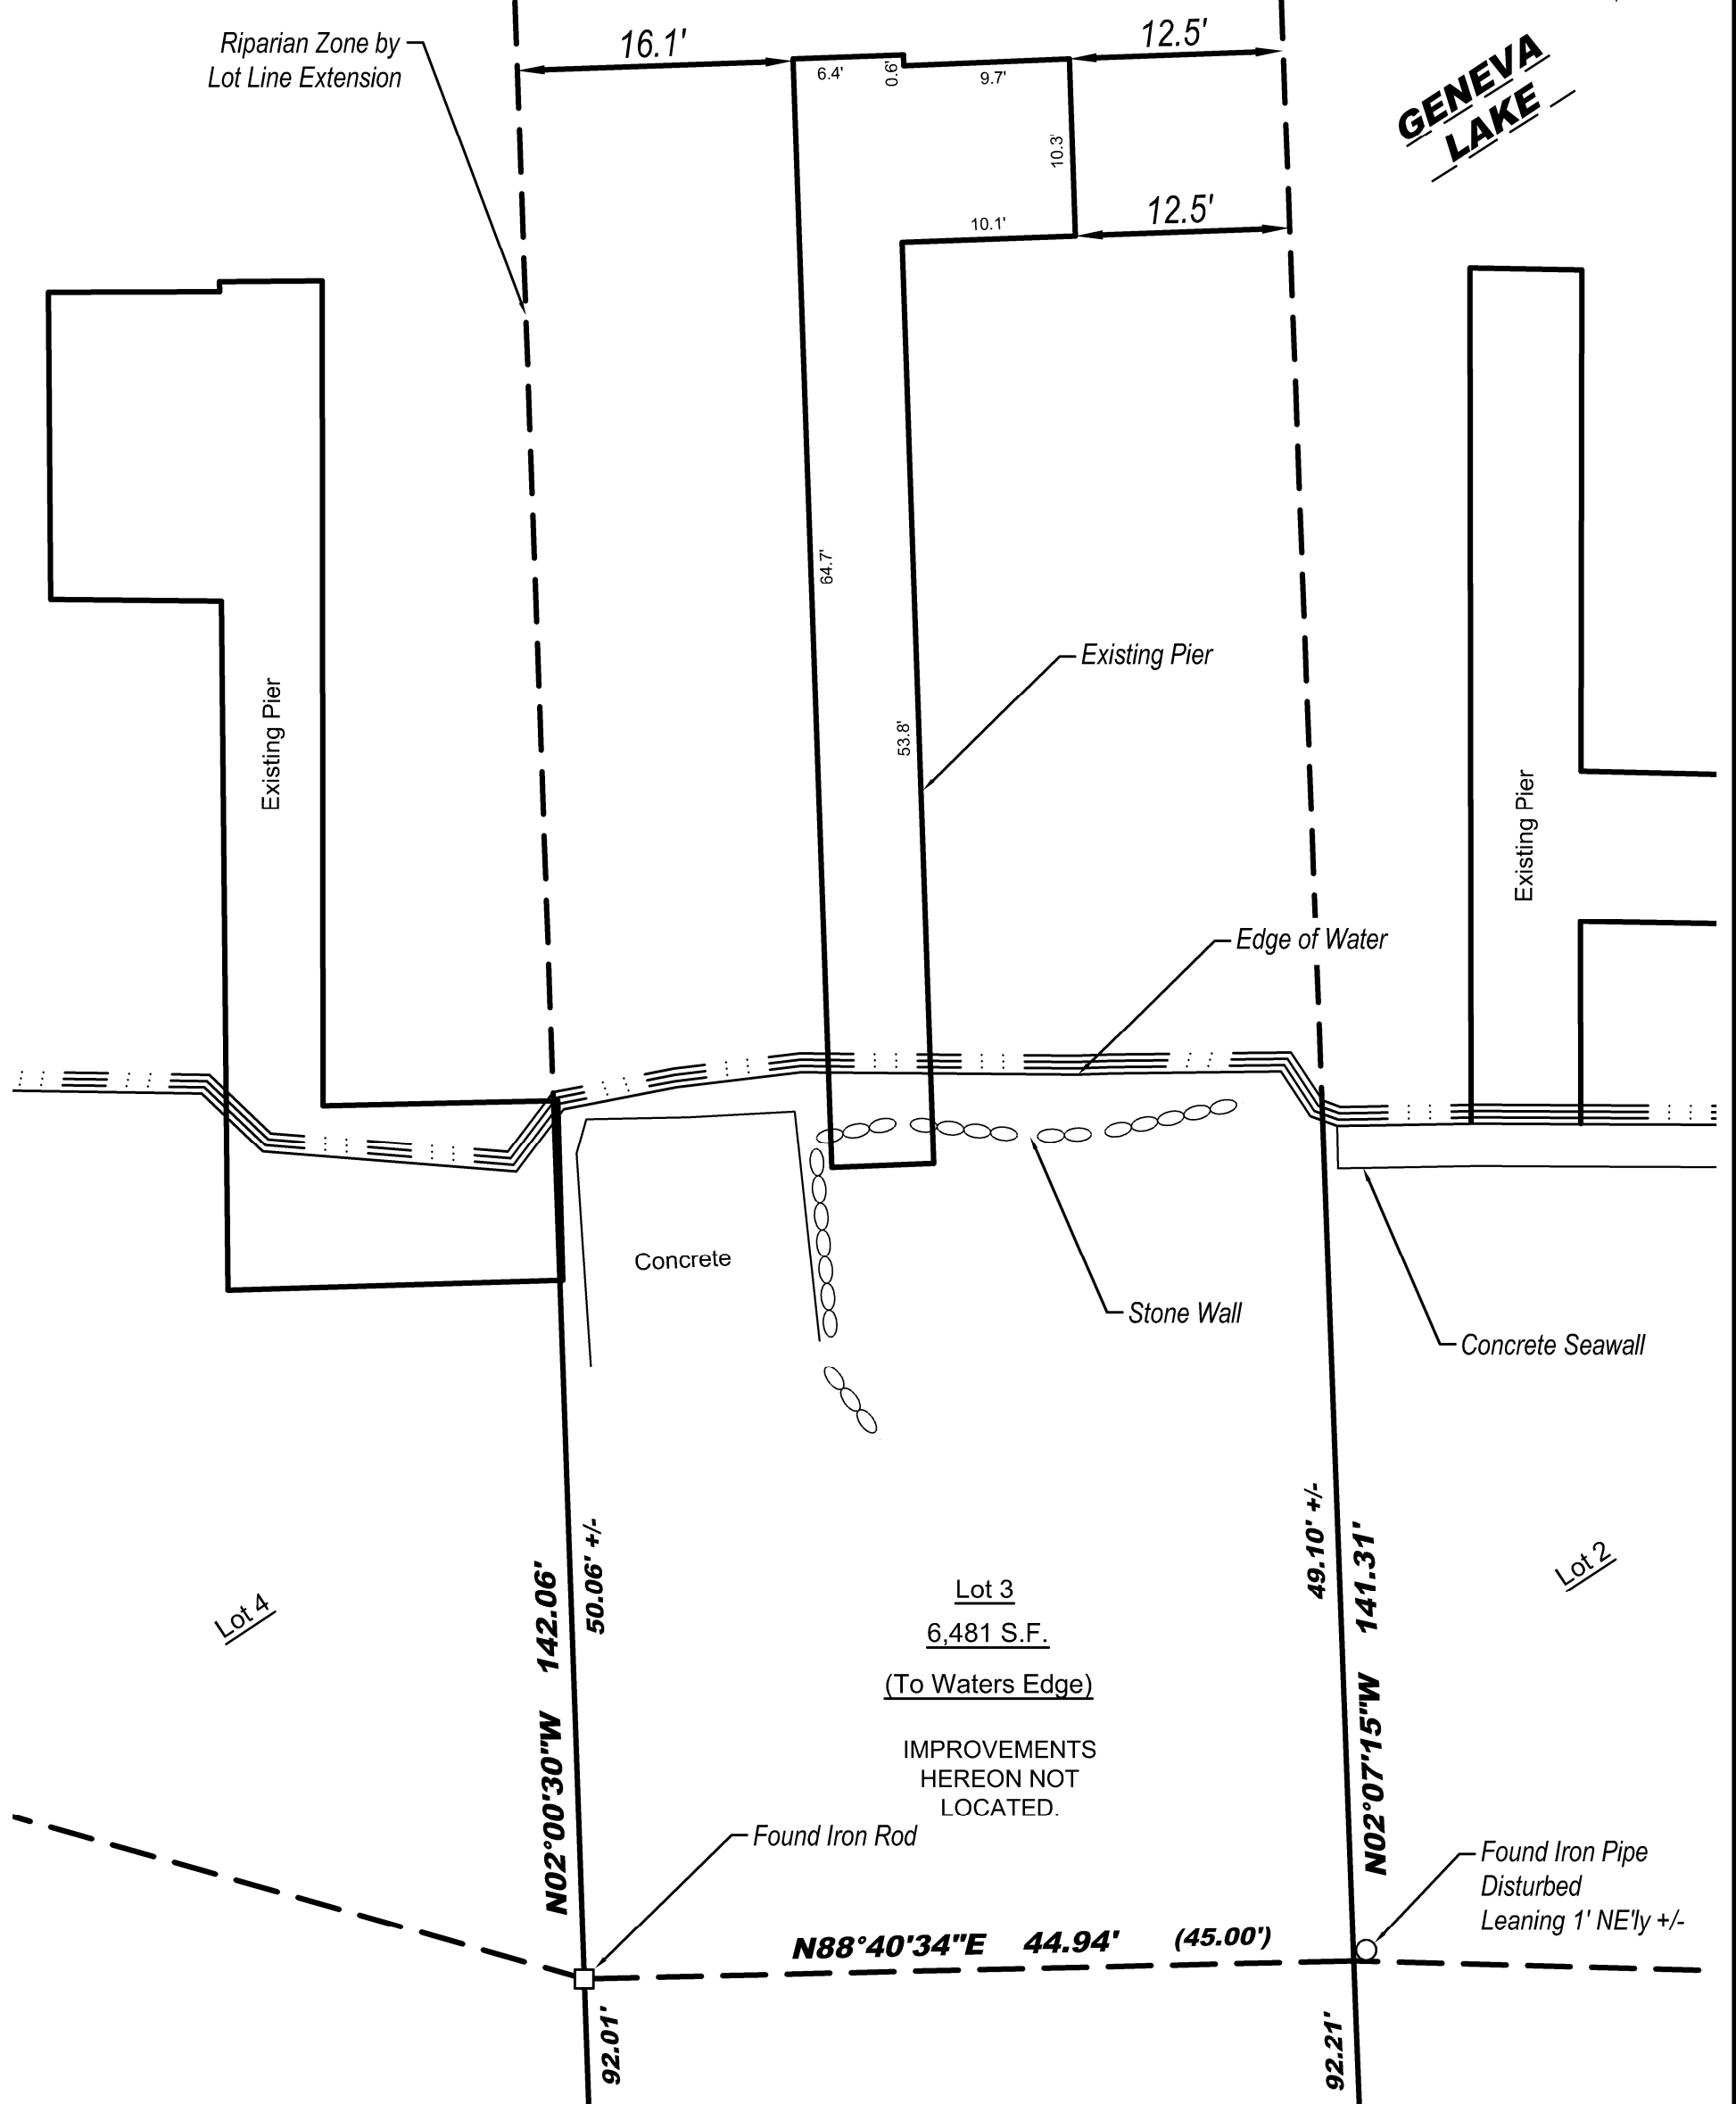 Riparian Zone by
Lot Line Extension
16.1'
12.5'
6.4'
0.6'
9.7'
GENEVA
LAKE
10.3'
12.5'
10.1'
64.7'
Existing Pier
53.8'
Existing Pier
Existing Pier
Edge of Water
Concrete
Stone Wall
Concrete Seawall
N02°00'30"W 142.06'
50.06' +/-
49.10' +/-
N02°07'15"W 141.31'
Lot 4
Lot 3
6,481 S.F.
(To Waters Edge)
Lot 2
IMPROVEMENTS
HEREON NOT
LOCATED.
Found Iron Rod
Found Iron Pipe
Disturbed
Leaning 1' NE'ly +/-
N88°40'34"E 44.94' (45.00')
92.01'
92.21'